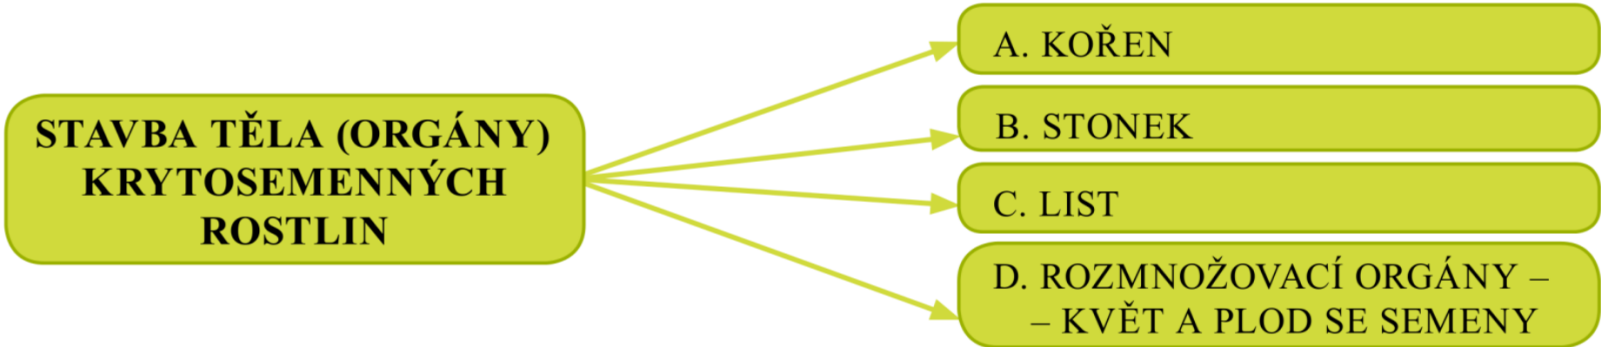 STAVBA TĚLA (ORGÁNY)
KRYTOSEMENNÝCH
ROSTLIN
A. KOŘEN
B. STONEK
C. LIST
D. ROZMNOŽOVACÍ ORGÁNY –
– KVĚT A PLOD SE SEMENY